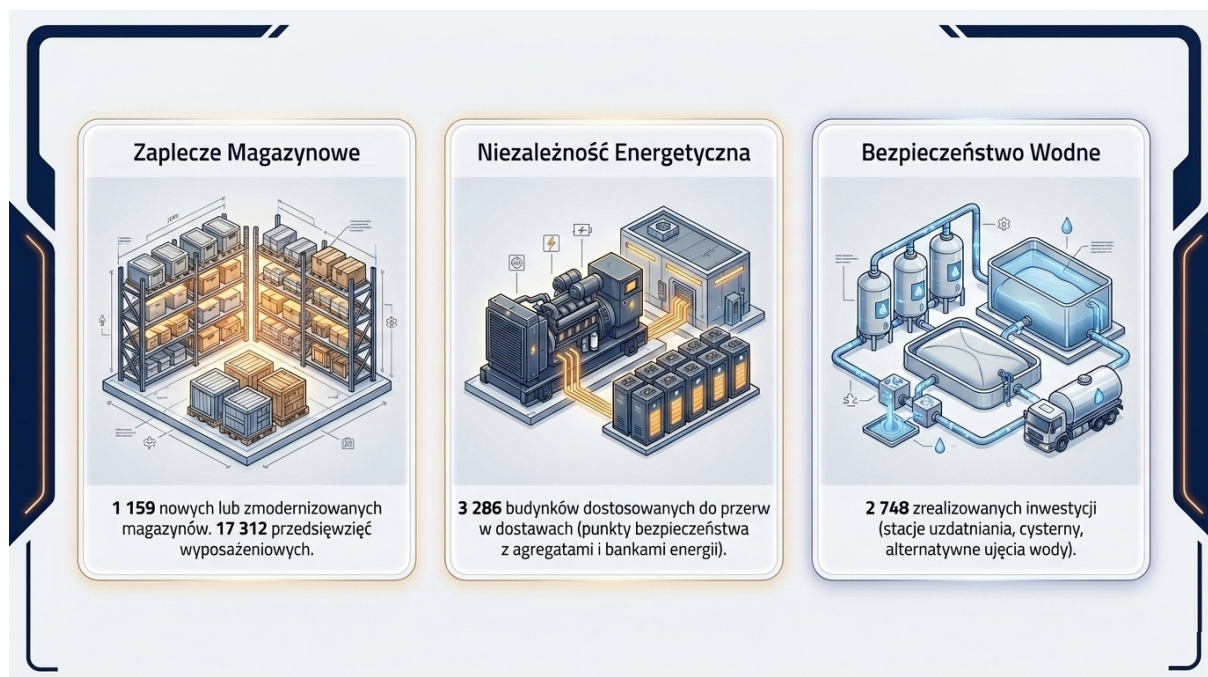 Zaplecze Magazynowe
1 159 nowych lub zmodernizowanych
magazynów. 17 312 przedsięwzięć
wyposażeniowych.
Niezależność Energetyczna
3 286 budynków dostosowanych do przerw
w dostawach (punkty bezpieczeństwa
z agregatami i bankami energii).
Bezpieczeństwo Wodne
2 748 zrealizowanych inwestycji
(stacje uzdatniania, cysterny,
alternatywne ujęcia wody).